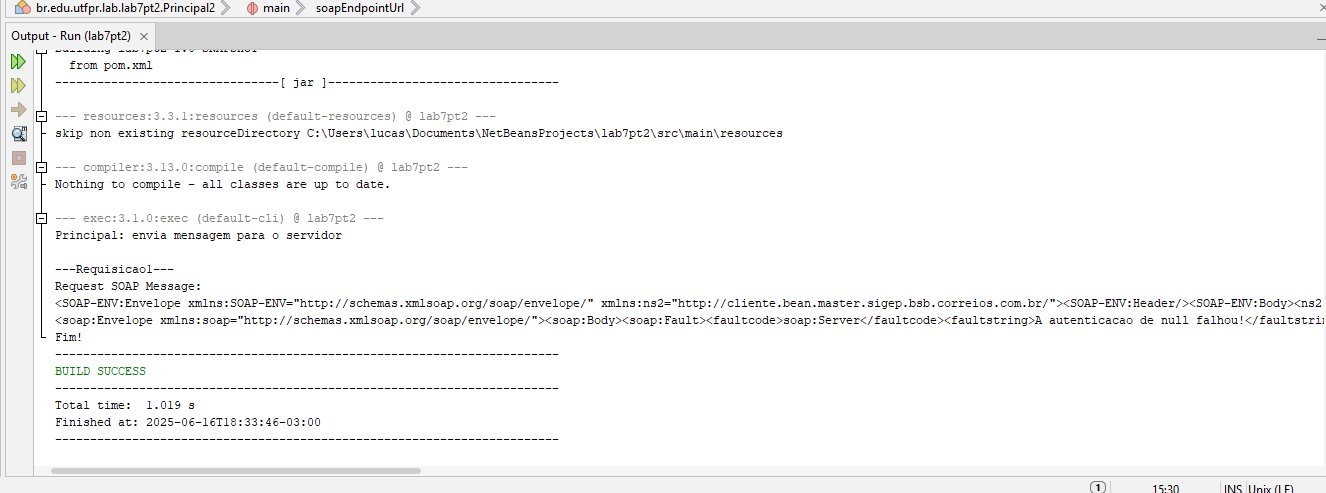 br.edu.utfpr.lab.lab7pt2.Principal2 main soapEndpointUrl
Output - Run (lab7pt2)
Building lab7pt2 1.0-SNAPSHOT
from pom.xml
--------------------------------[ jar ]---------------------------------
--- resources:3.3.1:resources (default-resources) @ lab7pt2 ---
skip non existing resourceDirectory C:\Users\lucas\Documents\NetBeansProjects\lab7pt2\src\main\resources
--- compiler:3.13.0:compile (default-compile) @ lab7pt2 ---
Nothing to compile - all classes are up to date.
--- exec:3.1.0:exec (default-cli) @ lab7pt2 ---
Principal: envia mensagem para o servidor
---Requisicao1---
Request SOAP Message:
<SOAP-ENV:Envelope xmlns:SOAP-ENV="http://schemas.xmlsoap.org/soap/envelope/" xmlns:ns2="http://cliente.bean.master.sigep.bsb.correios.com.br/"><SOAP-ENV:Header/><SOAP-ENV:Body><ns2
<soap:Envelope xmlns:soap="http://schemas.xmlsoap.org/soap/envelope/"><soap:Body><soap:Fault><faultcode>soap:Server</faultcode><faultstring>A autenticacao de null falhou!</faultstrin
Fim!
------------------------------------------------------------------------
BUILD SUCCESS
------------------------------------------------------------------------
Total time:  1.019 s
Finished at: 2025-06-16T18:33:46-03:00
------------------------------------------------------------------------
1 15:30 INS Unix (LF)